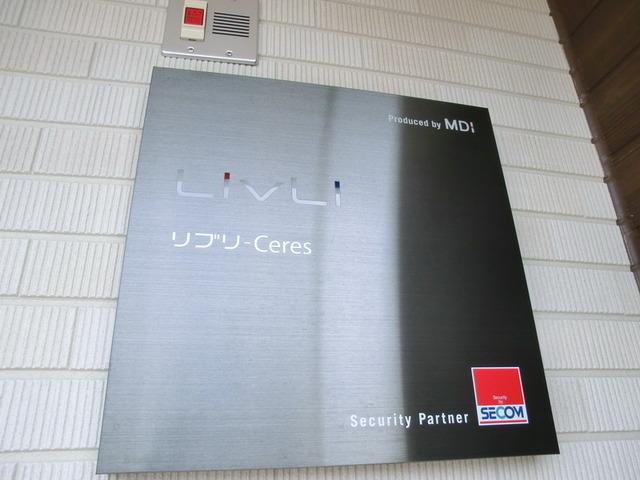 Produced by MDI
LivLi
リブリ-Ceres
Security Partner
Security
by
SECOM